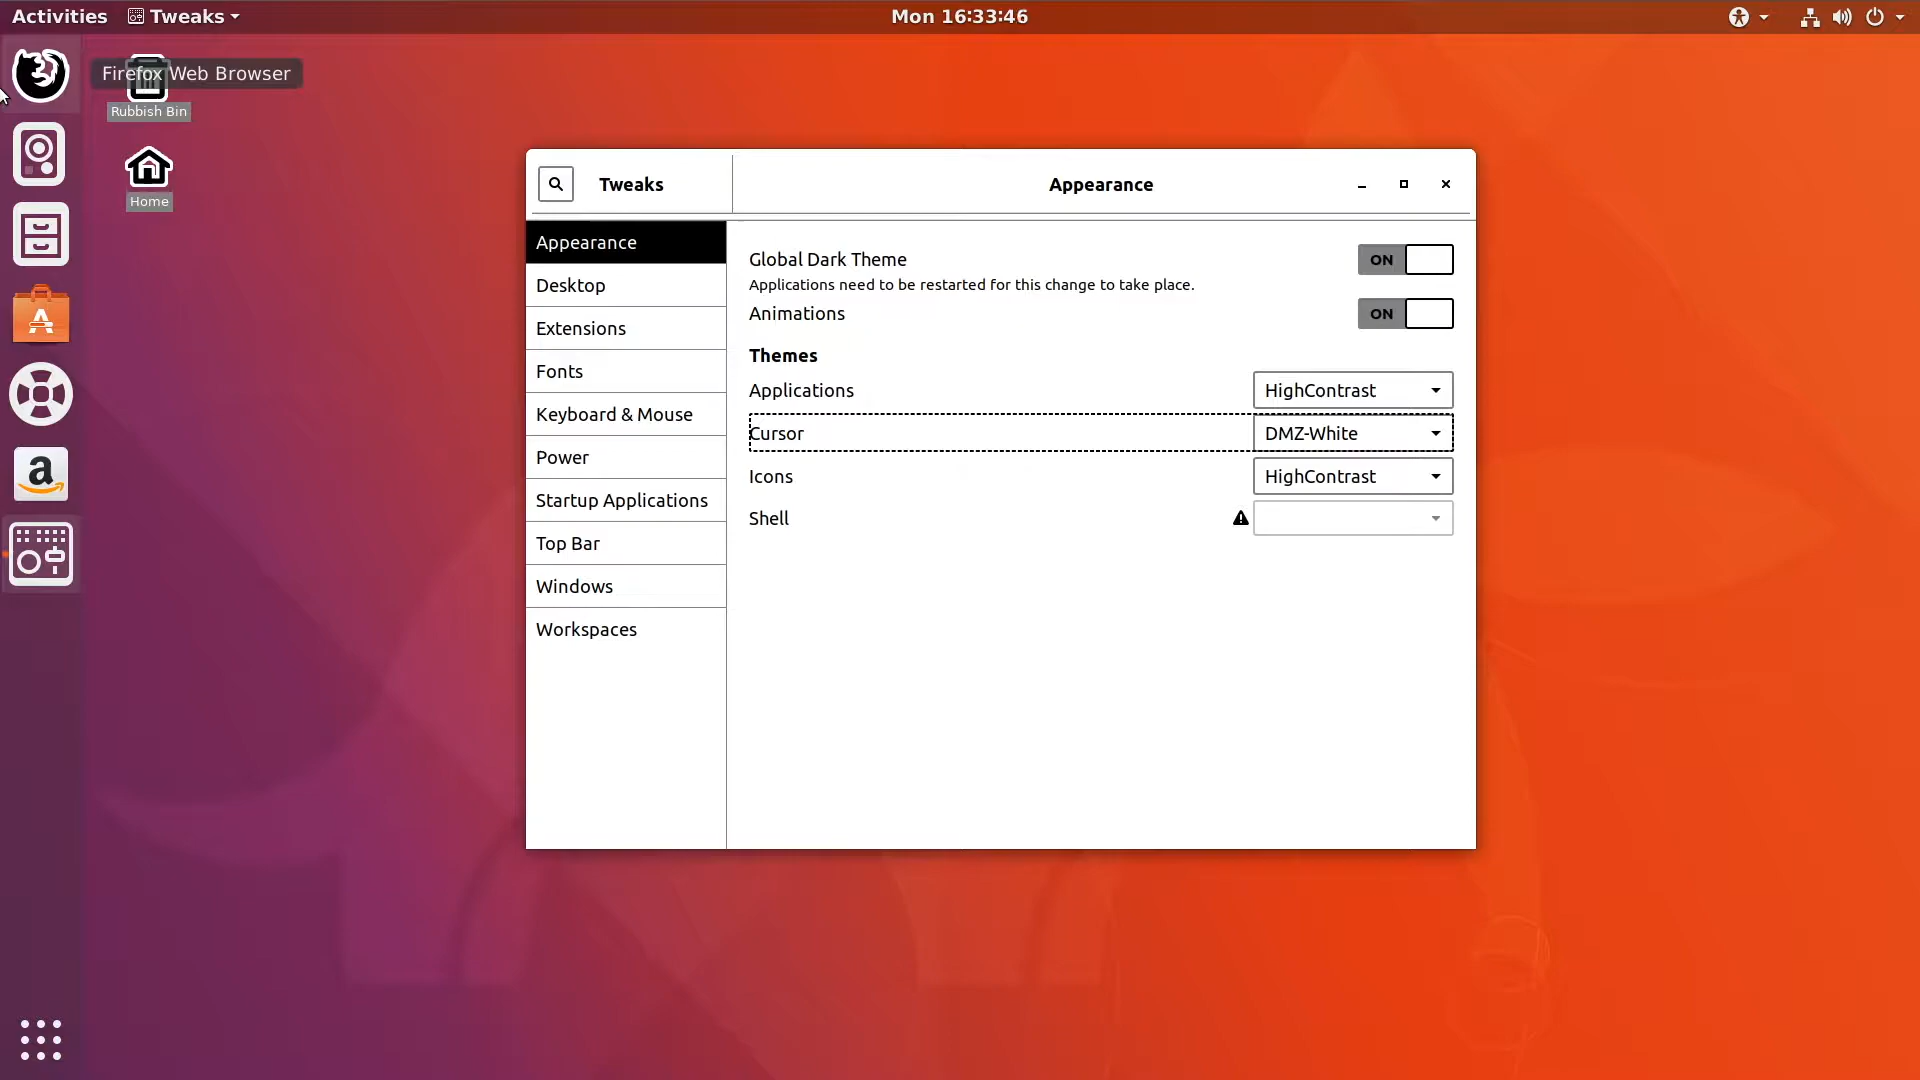 Activities
Tweaks
Mon 16:33:46
Firefox Web Browser
Rubbish Bin
Home
Tweaks
Appearance
Appearance
Desktop
Extensions
Fonts
Keyboard & Mouse
Power
Startup Applications
Top Bar
Windows
Workspaces
Global Dark Theme
ON
Applications need to be restarted for this change to take place.
Animations
ON
Themes
Applications
HighContrast
Cursor
DMZ-White
Icons
HighContrast
Shell